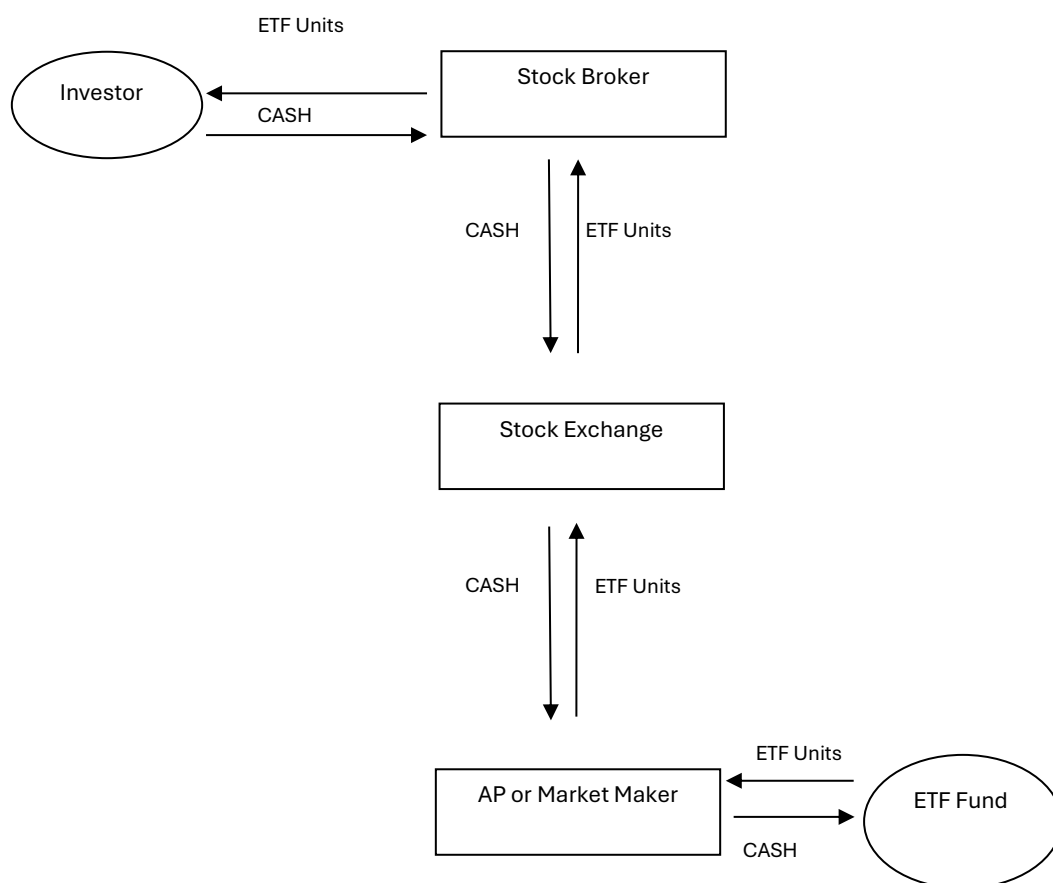 ETF Units
Investor
Stock Broker
CASH
CASH
ETF Units
Stock Exchange
CASH
ETF Units
ETF Units
AP or Market Maker
ETF Fund
CASH